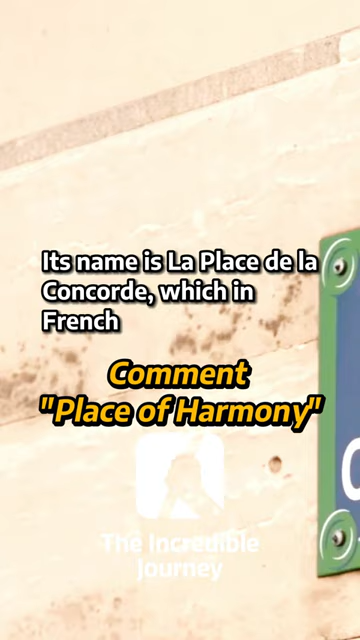 Its name is La Place de la
Concorde, which in
French
Comment
"Place of Harmony"
The Incredible
Journey